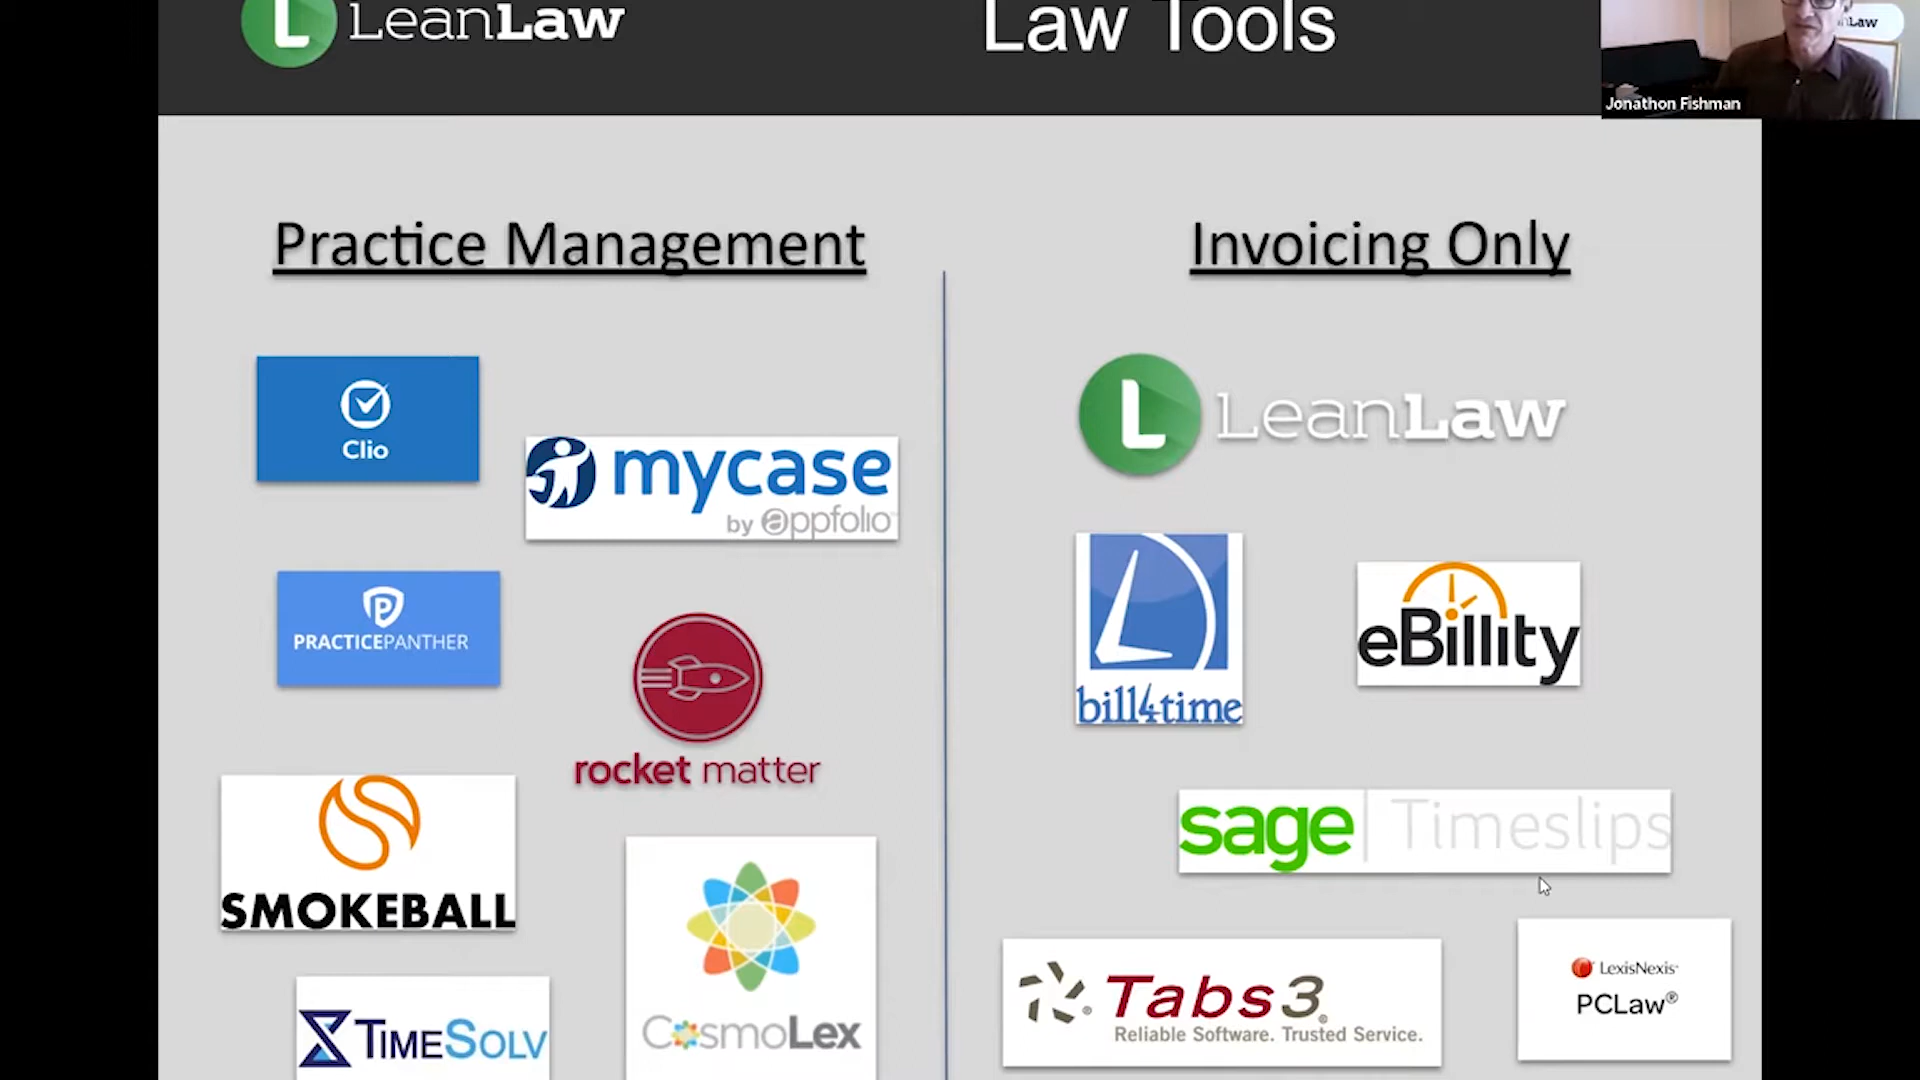 LeanLaw
Law Tools
Law
Jonathon Fishman
Practice Management
Invoicing Only
Clio
mycase
by appfolio
LeanLaw
PRACTICEPANTHER
rocket matter
bill4time
eBillity
SMOKEBALL
sage | Timeslips
CosmoLex
TIMESOLV
Tabs3®
Reliable Software. Trusted Service.
LexisNexis®
PCLaw®